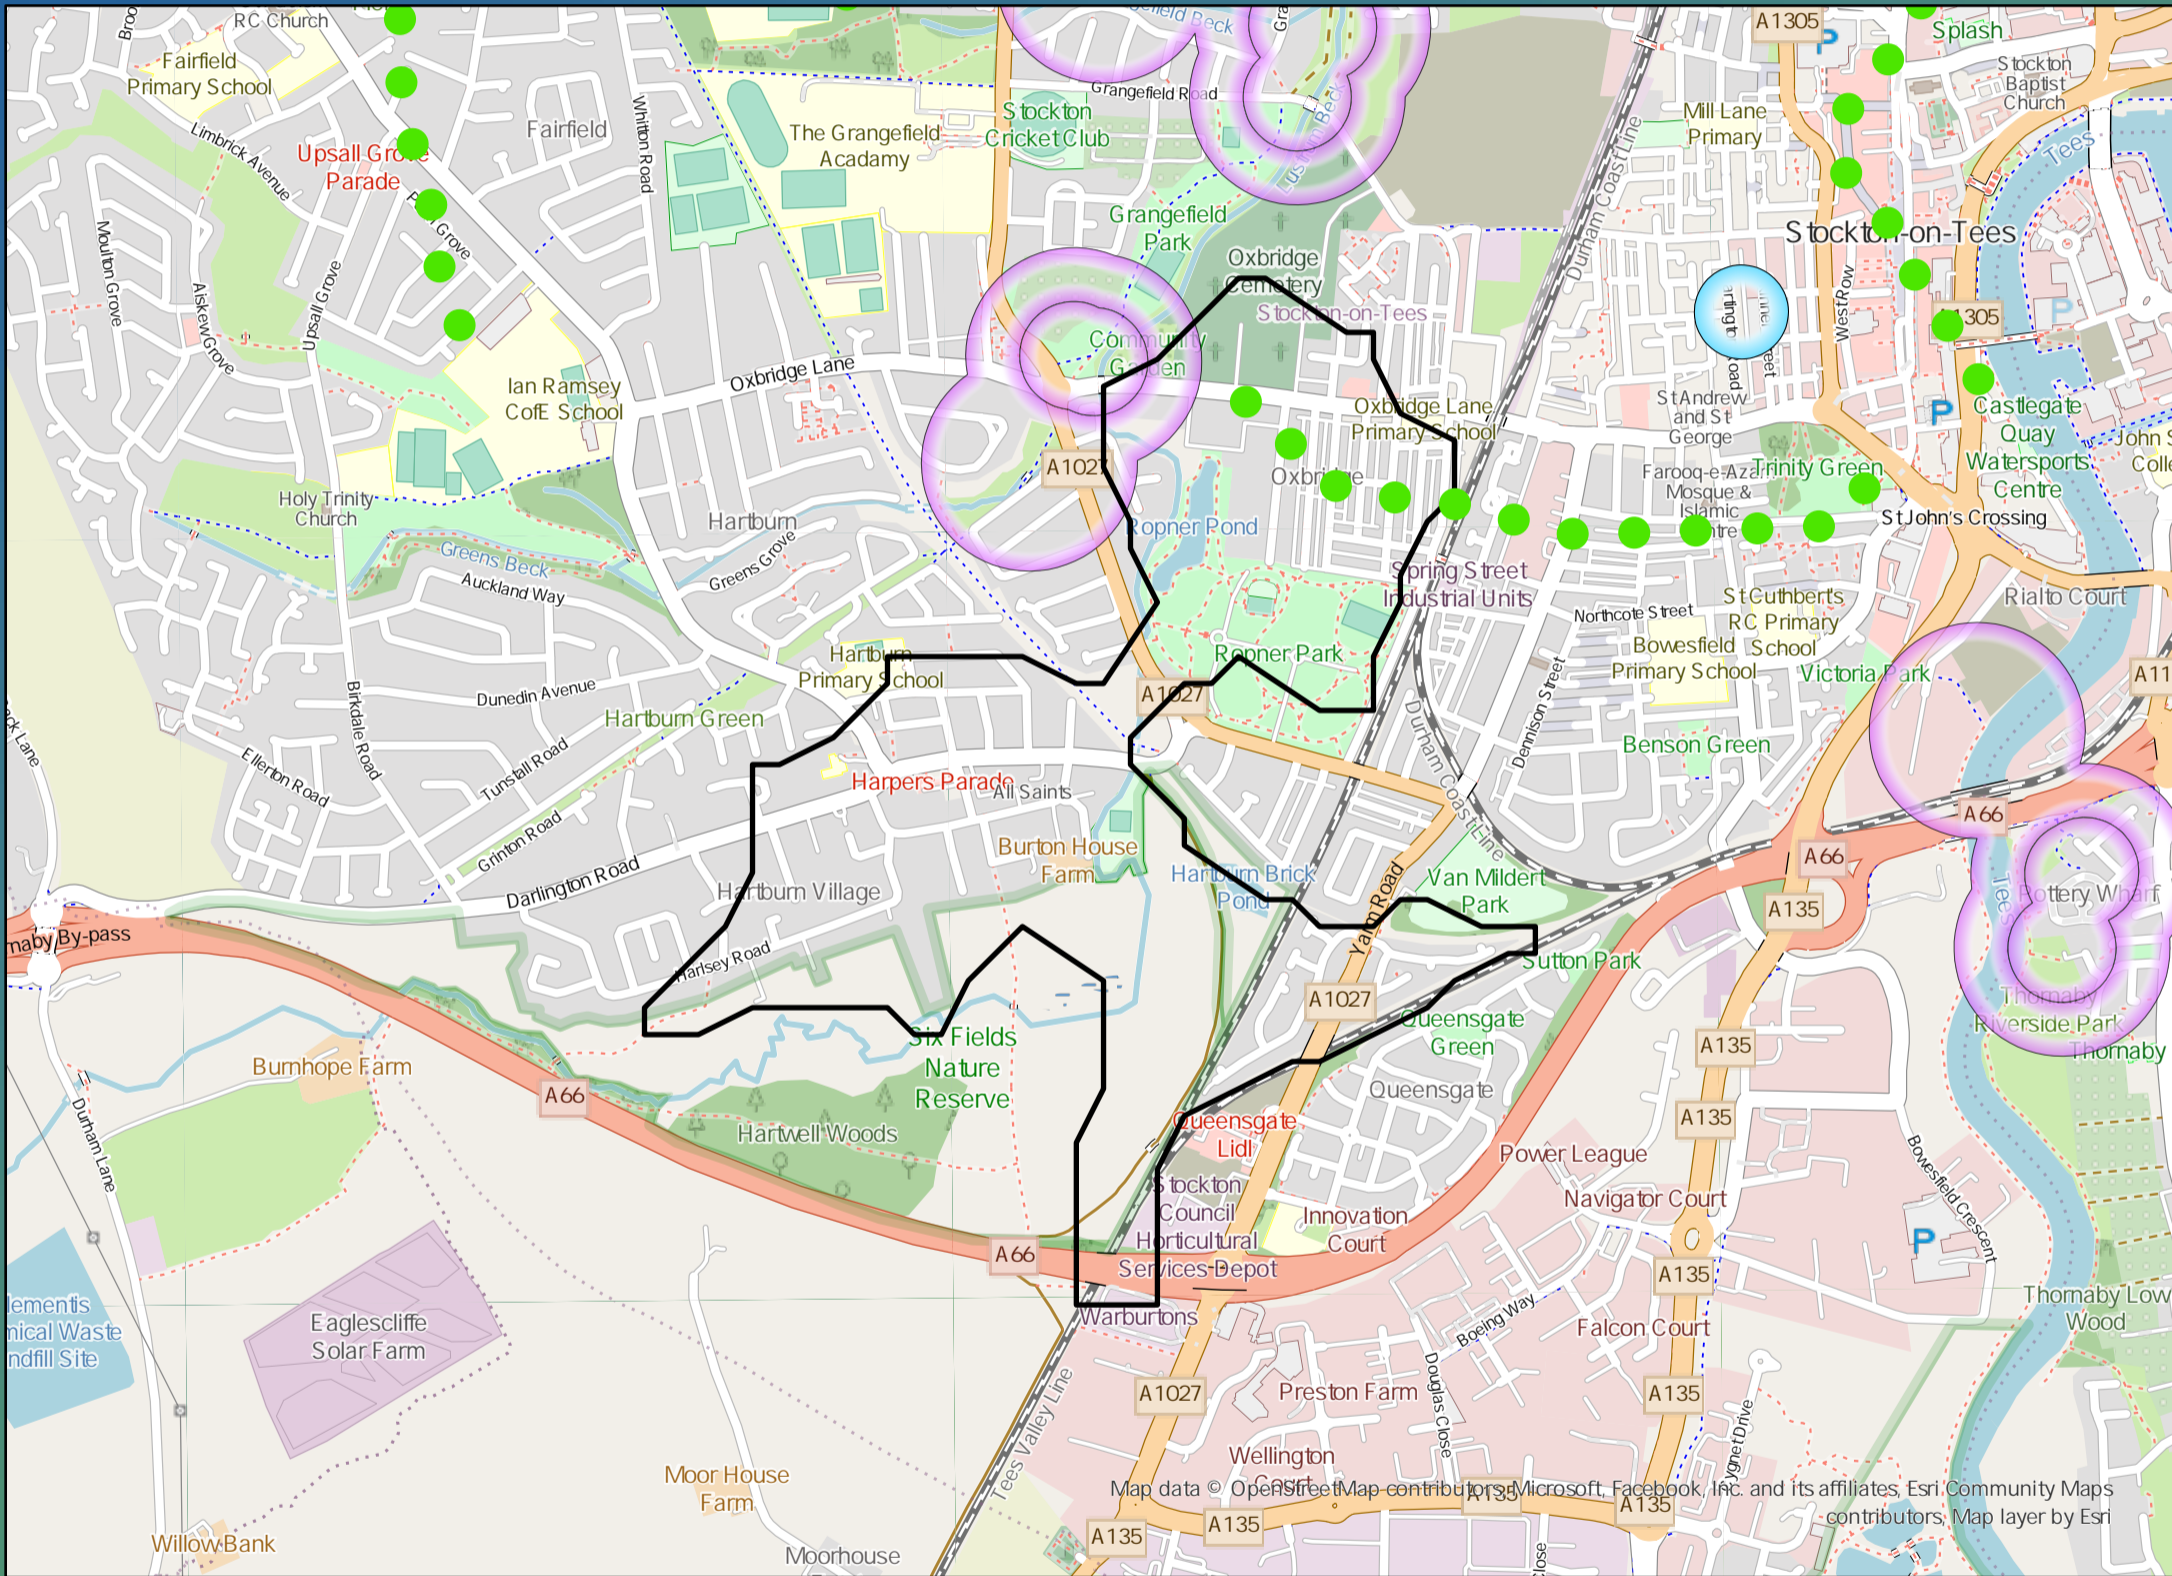 RC Church
Fairfield
Primary School
Limbrick Avenue
Fairfield
Whitton Road
Upsall Grove
Parade
Moulton Grove
Aiskew Grove
Upsall Grove
The Grangefield
Acadamy
Stockton
Cricket Club
Grangefield Road
Lustrum Beck
Grangefield
Park
Oxbridge
Cemetery
Stockton-on-Tees
Community
Garden
Durham Coast Line
A1305
P
Splash
Stockton
Baptist
Church
Mill Lane
Primary
Tees
Stockton-on-Tees
West Row
P
Oxbridge Lane
Ian Ramsey
CofE School
Holy Trinity
Church
Hartburn
Greens Grove
Greens Beck
Auckland Way
A1027
Ropner Pond
Oxbridge
Oxbridge Lane
Primary School
St Andrew
and St
George
P
Castlegate
Quay
Watersports
Centre
Trinity Green
Mosque &
Islamic
St John's Crossing
Spring Street
Industrial Units
Northcote Street
St Cuthbert's
RC Primary
School
Bowesfield
Primary School
Rialto Court
Victoria Park
A11
Hartburn
Primary School
Ropner Park
A1027
Dunedin Avenue
Birkdale Road
Hartburn Green
Tunstall Road
Ellerton Road
Grinton Road
Darlington Road
Harpers Parade
All Saints
Burton House
Farm
Hartburn Village
Harlsey Road
Hartburn Brick
Pond
Durham Coast Line
Dennison Street
Benson Green
A66
A66
Van Mildert
Park
Yarm Road
A135
Tees
Pottery Wharf
Sutton Park
Thornaby
Riverside Park
Thornaby
A1027
Queensgate
Green
Queensgate
A135
A135
Six Fields
Nature
Reserve
Hartwell Woods
Burnhope Farm
Durham Lane
A66
A66
Queensgate
Lidl
Stockton
Council
Horticultural
Services Depot
Warburtons
Innovation
Court
Power League
Navigator Court
Bowesfield Crescent
P
A135
Thornaby Low
Wood
Boeing Way
Falcon Court
Eaglescliffe
Solar Farm
A1027
Preston Farm
Douglas Close
A135
Tees Valley Line
Wellington
Court
Moor House
Farm
Willow Bank
Moorhouse
A135
A135
A135
A135
Map data © OpenStreetMap contributors, Microsoft, Facebook, Inc. and its affiliates, Esri Community Maps
contributors, Map layer by Esri